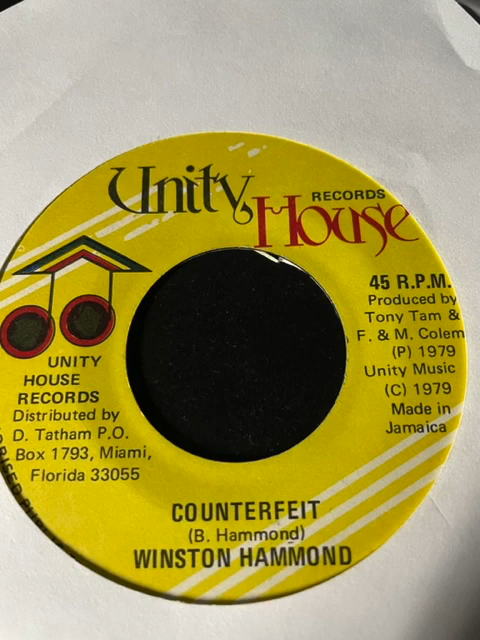 Unity House
RECORDS
45 R.P.M.
Produced by
Tony Tam &
F. & M. Colem
(P) 1979
Unity Music
(C) 1979
Made in
Jamaica
UNITY
HOUSE
RECORDS
Distributed by
D. Tatham P.O.
Box 1793, Miami,
Florida 33055
COUNTERFEIT
(B. Hammond)
WINSTON HAMMOND